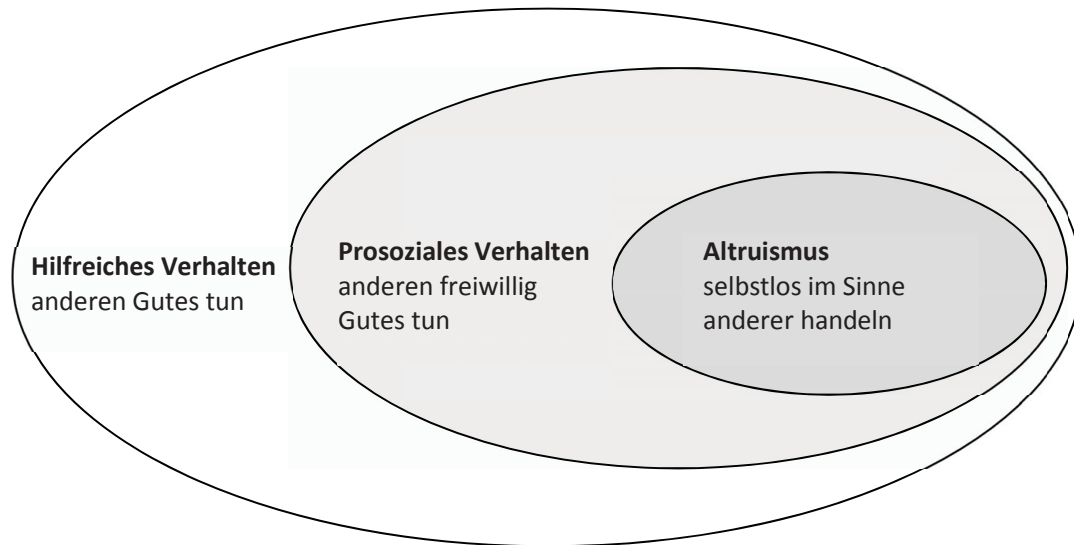 Hilfreiches Verhalten
anderen Gutes tun
Prosoziales Verhalten
anderen freiwillig
Gutes tun
Altruismus
selbstlos im Sinne
anderer handeln